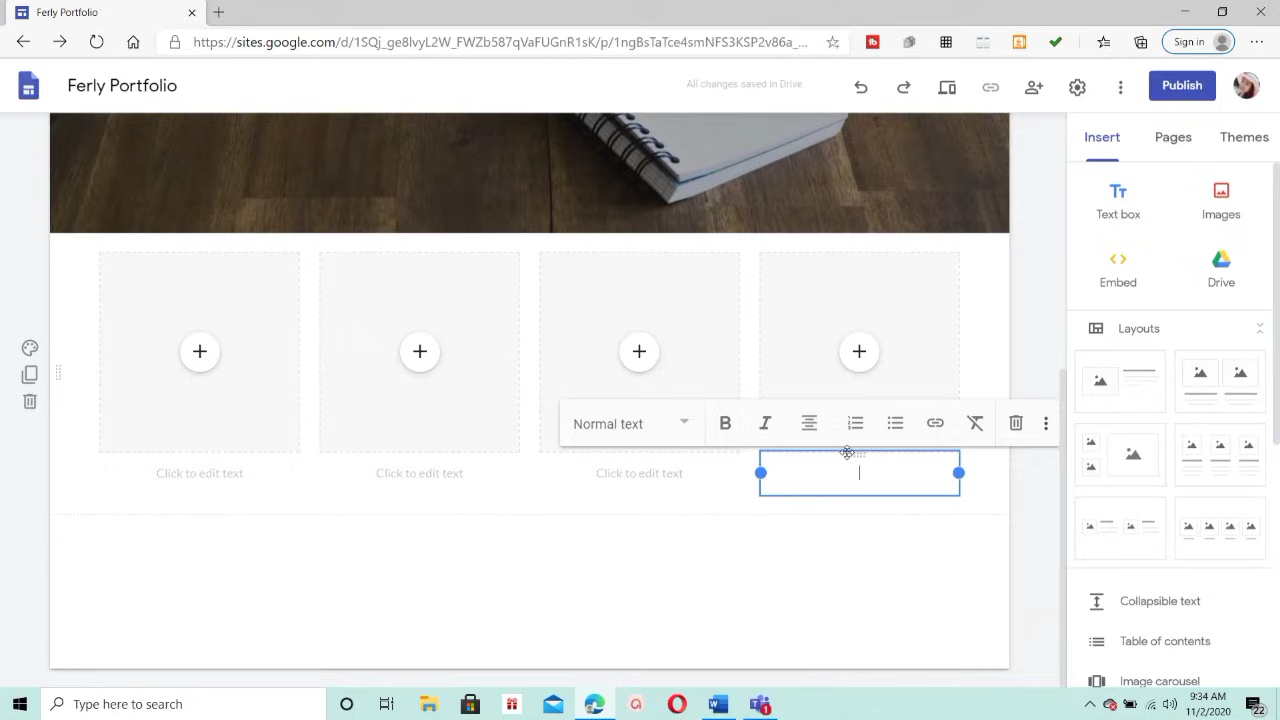 Ferly Portfolio
https://sites.google.com/d/1SQj_ge8lvyL2W_FWZb587qVaFUGnR1sK/p/1ngBsTaTce4smNFS3KSP2v86a_...
Sign in
Ferly Portfolio
All changes saved in Drive
Publish
Insert
Pages
Themes
Tt
Text box
Images
Embed
Drive
Layouts
Normal text
B
I
Click to edit text
Click to edit text
Click to edit text
Collapsible text
Table of contents
Image carousel
Type here to search
9:34 AM
11/2/2020
22